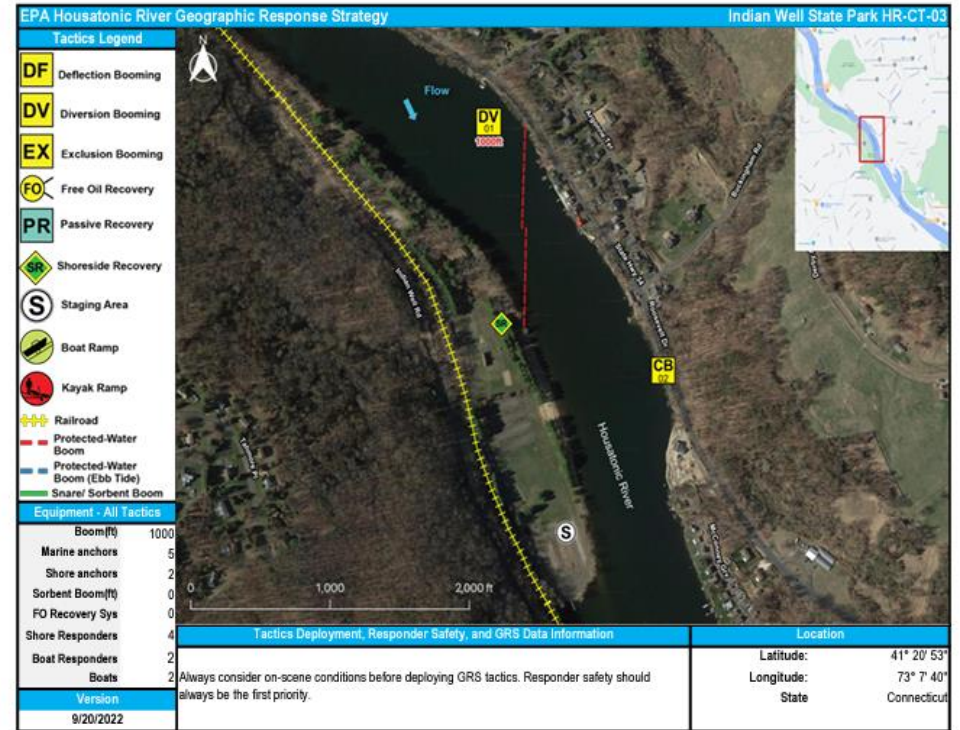 EPA Housatonic River Geographic Response Strategy
Indian Well State Park HR-CT-03
Tactics Legend
DF Deflection Booming
DV Diversion Booming
EX Exclusion Booming
FO Free Oil Recovery
PR Passive Recovery
SR Shoreside Recovery
S Staging Area
Boat Ramp
Kayak Ramp
Railroad
Protected-Water
Boom
Protected-Water
Boom (Ebb Tide)
Snare/ Sorbent Boom
Equipment - All Tactics
Boom(ft) 1000
Marine anchors 5
Shore anchors 2
Sorbent Boom(ft) 0
FO Recovery Sys 0
Shore Responders 4
Boat Responders 2
Boats 2
Version
9/20/2022
N
Flow
DV
01
1000ft
Rockingham Rd
State Hwy 34
Roosevelt Dr
Indian Well Rd
SR
CB
02
Housatonic River
S
0 1,000 2,000 ft
Tactics Deployment, Responder Safety, and GRS Data Information
Always consider on-scene conditions before deploying GRS tactics. Responder safety should
always be the first priority.
Location
Latitude: 41° 20' 53"
Longitude: 73° 7' 40"
State Connecticut